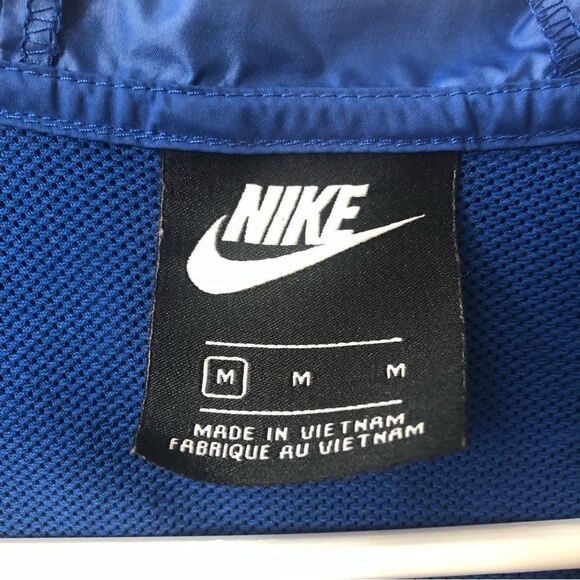 NIKE
M M M
MADE IN VIETNAM
FABRIQUE AU VIETNAM